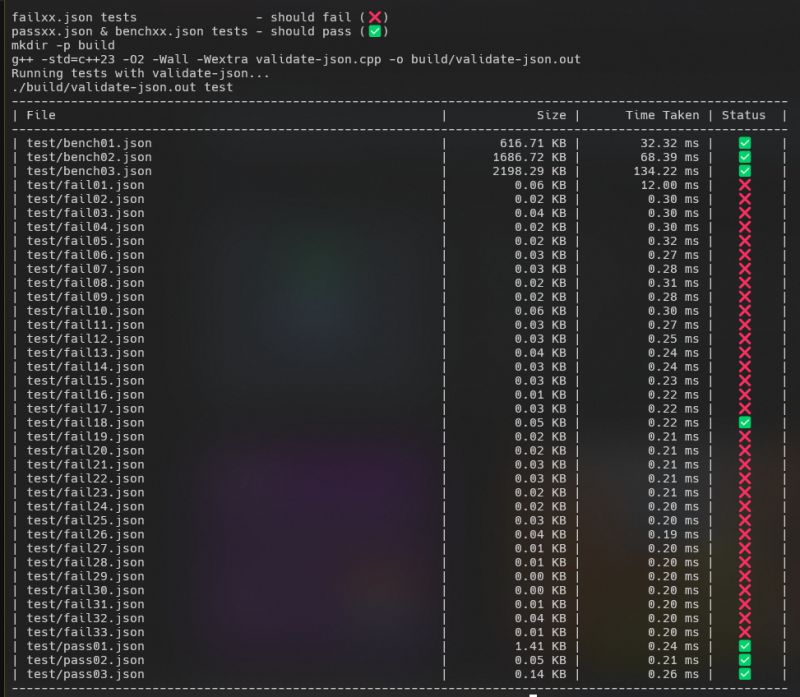 failxx.json tests                - should fail (❌)
passxx.json & benchxx.json tests - should pass (✅)
mkdir -p build
g++ -std=c++23 -O2 -Wall -Wextra validate-json.cpp -o build/validate-json.out
Running tests with validate-json...
./build/validate-json.out test
| File | Size | Time Taken | Status |
| test/bench01.json | 616.71 KB | 32.32 ms | ✅ |
| test/bench02.json | 1686.72 KB | 68.39 ms | ✅ |
| test/bench03.json | 2198.29 KB | 134.22 ms | ✅ |
| test/fail01.json | 0.06 KB | 12.00 ms | ❌ |
| test/fail02.json | 0.02 KB | 0.30 ms | ❌ |
| test/fail03.json | 0.04 KB | 0.30 ms | ❌ |
| test/fail04.json | 0.02 KB | 0.30 ms | ❌ |
| test/fail05.json | 0.02 KB | 0.32 ms | ❌ |
| test/fail06.json | 0.03 KB | 0.27 ms | ❌ |
| test/fail07.json | 0.03 KB | 0.28 ms | ❌ |
| test/fail08.json | 0.02 KB | 0.31 ms | ❌ |
| test/fail09.json | 0.02 KB | 0.28 ms | ❌ |
| test/fail10.json | 0.06 KB | 0.30 ms | ❌ |
| test/fail11.json | 0.03 KB | 0.27 ms | ❌ |
| test/fail12.json | 0.03 KB | 0.25 ms | ❌ |
| test/fail13.json | 0.04 KB | 0.24 ms | ❌ |
| test/fail14.json | 0.03 KB | 0.24 ms | ❌ |
| test/fail15.json | 0.03 KB | 0.23 ms | ❌ |
| test/fail16.json | 0.01 KB | 0.22 ms | ❌ |
| test/fail17.json | 0.03 KB | 0.22 ms | ❌ |
| test/fail18.json | 0.05 KB | 0.22 ms | ✅ |
| test/fail19.json | 0.02 KB | 0.21 ms | ❌ |
| test/fail20.json | 0.02 KB | 0.21 ms | ❌ |
| test/fail21.json | 0.03 KB | 0.21 ms | ❌ |
| test/fail22.json | 0.03 KB | 0.21 ms | ❌ |
| test/fail23.json | 0.02 KB | 0.21 ms | ❌ |
| test/fail24.json | 0.02 KB | 0.20 ms | ❌ |
| test/fail25.json | 0.03 KB | 0.20 ms | ❌ |
| test/fail26.json | 0.04 KB | 0.19 ms | ❌ |
| test/fail27.json | 0.01 KB | 0.20 ms | ❌ |
| test/fail28.json | 0.01 KB | 0.20 ms | ❌ |
| test/fail29.json | 0.00 KB | 0.20 ms | ❌ |
| test/fail30.json | 0.00 KB | 0.20 ms | ❌ |
| test/fail31.json | 0.01 KB | 0.20 ms | ❌ |
| test/fail32.json | 0.04 KB | 0.20 ms | ❌ |
| test/fail33.json | 0.01 KB | 0.20 ms | ❌ |
| test/pass01.json | 1.41 KB | 0.24 ms | ✅ |
| test/pass02.json | 0.05 KB | 0.21 ms | ✅ |
| test/pass03.json | 0.14 KB | 0.26 ms | ✅ |